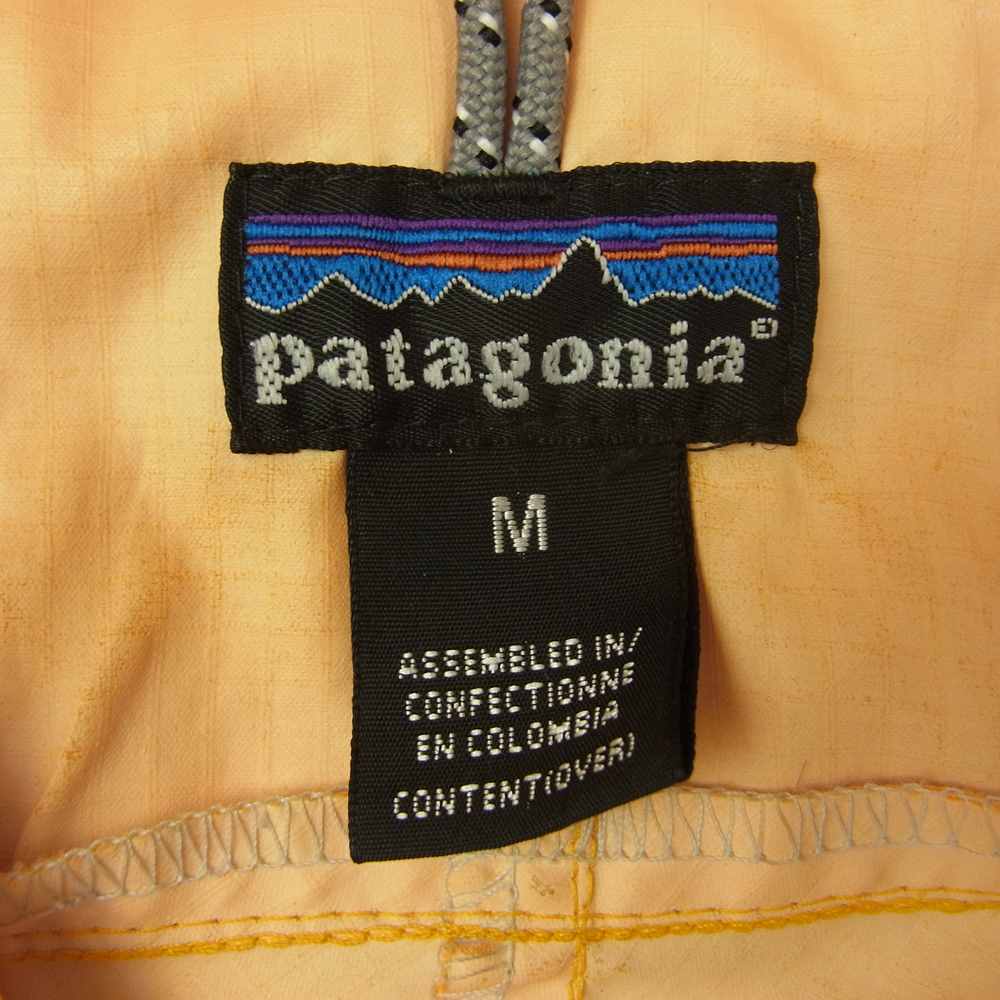 patagonia®
M
ASSEMBLED IN/
CONFECTIONNE
EN COLOMBIA
CONTENT(OVER)